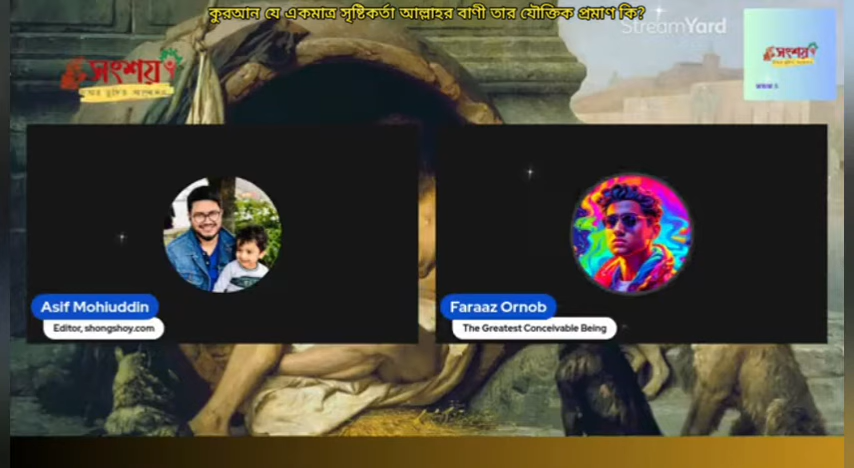 কুরআন যে একমাত্র সৃষ্টিকর্তা আল্লাহর বাণী তার যৌক্তিক প্রমাণ কি?
StreamYard
সংশয়
সংশয়
Asif Mohiuddin
Editor, shongshoy.com
Faraaz Ornob
The Greatest Conceivable Being